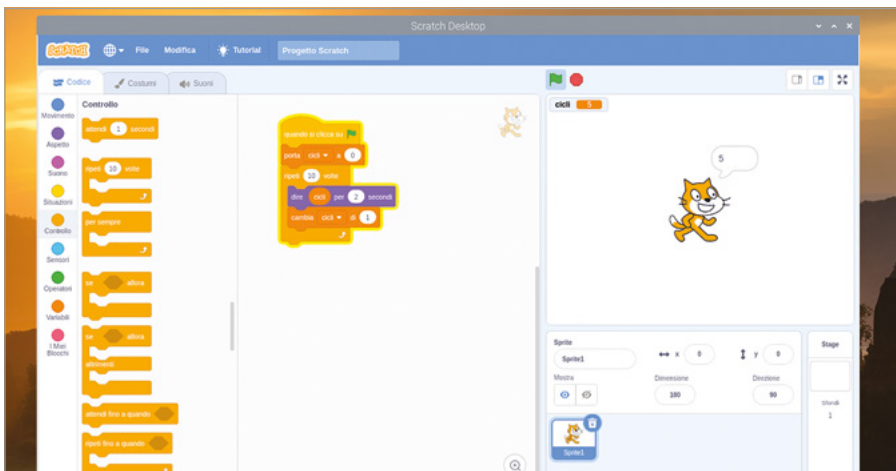 Scratch Desktop
SCRATCH File Modifica Tutorial Progetto Scratch
Codice Costumi Suoni
Movimento
Aspetto
Suono
Situazioni
Controllo
Sensori
Operatori
Variabili
I Miei
Blocchi
Controllo
attendi 1 secondi
ripeti 10 volte
per sempre
se allora
se allora
altrimenti
attendi fino a quando
ripeti fino a quando
quando si clicca su
porta cicli a 0
ripeti 10 volte
dire cicli per 2 secondi
cambia cicli di 1
cicli 5
5
Sprite
Sprite1
x 0
y 0
Mostra
Dimensione
100
Direzione
90
Sprite1
Stage
Sfondi
1